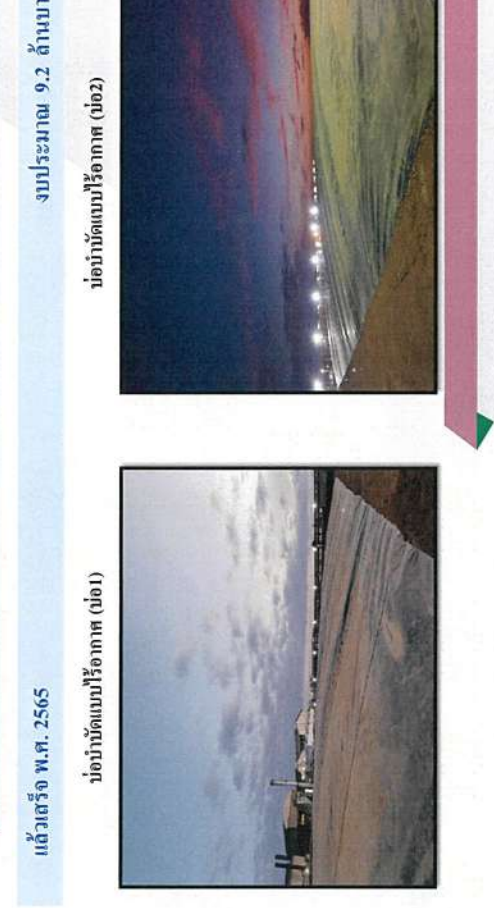 แล้วเสร็จ พ.ศ. 2565
งบประมาณ 9.2 ล้านบา
บ่อบำบัดแบบไร้อากาศ (บ่อ1)
บ่อบำบัดแบบไร้อากาศ (บ่อ2)